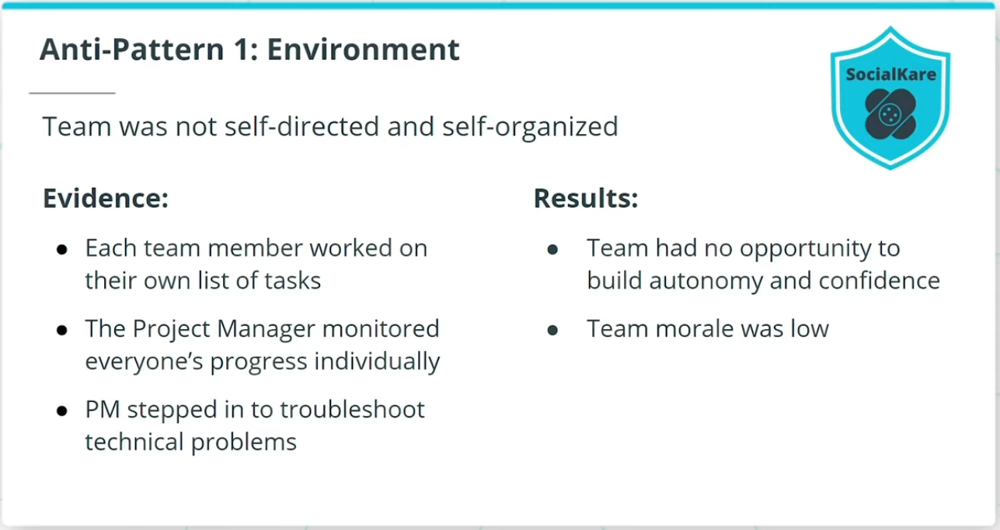 Anti-Pattern 1: Environment
SocialKare
Team was not self-directed and self-organized
Evidence:
● Each team member worked on
their own list of tasks
● The Project Manager monitored
everyone’s progress individually
● PM stepped in to troubleshoot
technical problems
Results:
● Team had no opportunity to
build autonomy and confidence
● Team morale was low